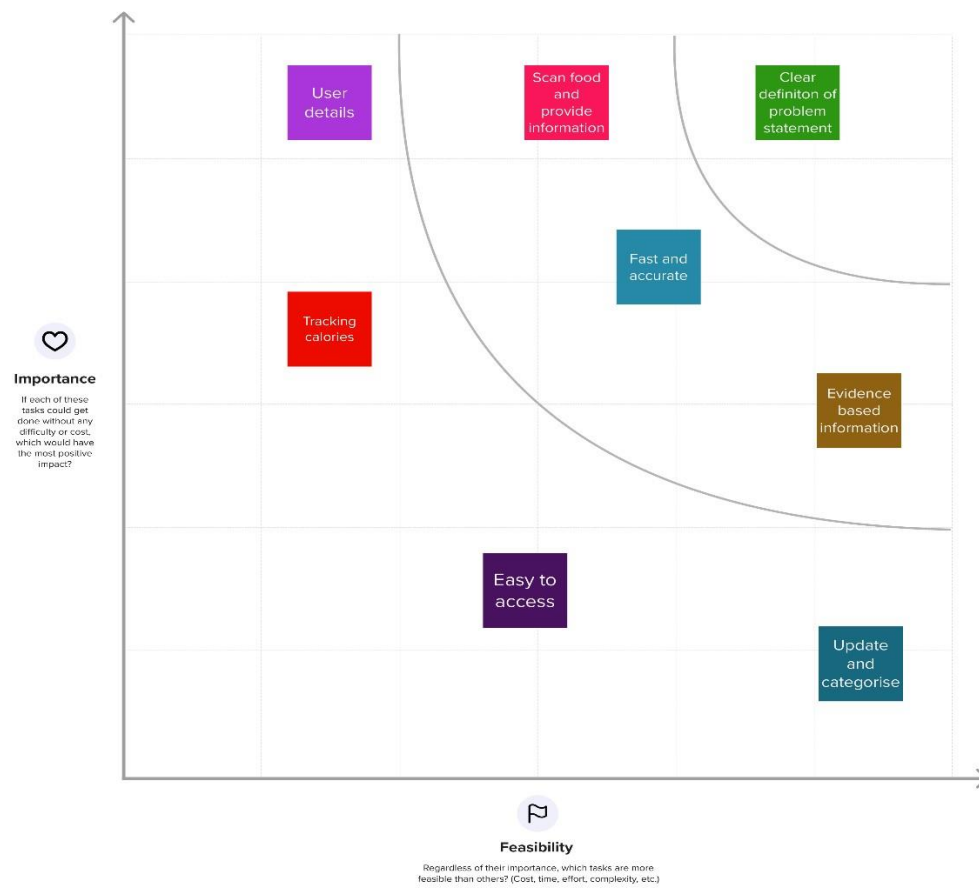 User
details
Scan food
and
provide
information
Clear
definiton of
problem
statement
Fast and
accurate
Tracking
calories
Importance
If each of these
tasks could get
done without any
difficulty or cost,
which would have
the most positive
impact?
Evidence
based
information
Easy to
access
Update
and
categorise
Feasibility
Regardless of their importance, which tasks are more
feasible than others? (Cost, time, effort, complexity, etc.)